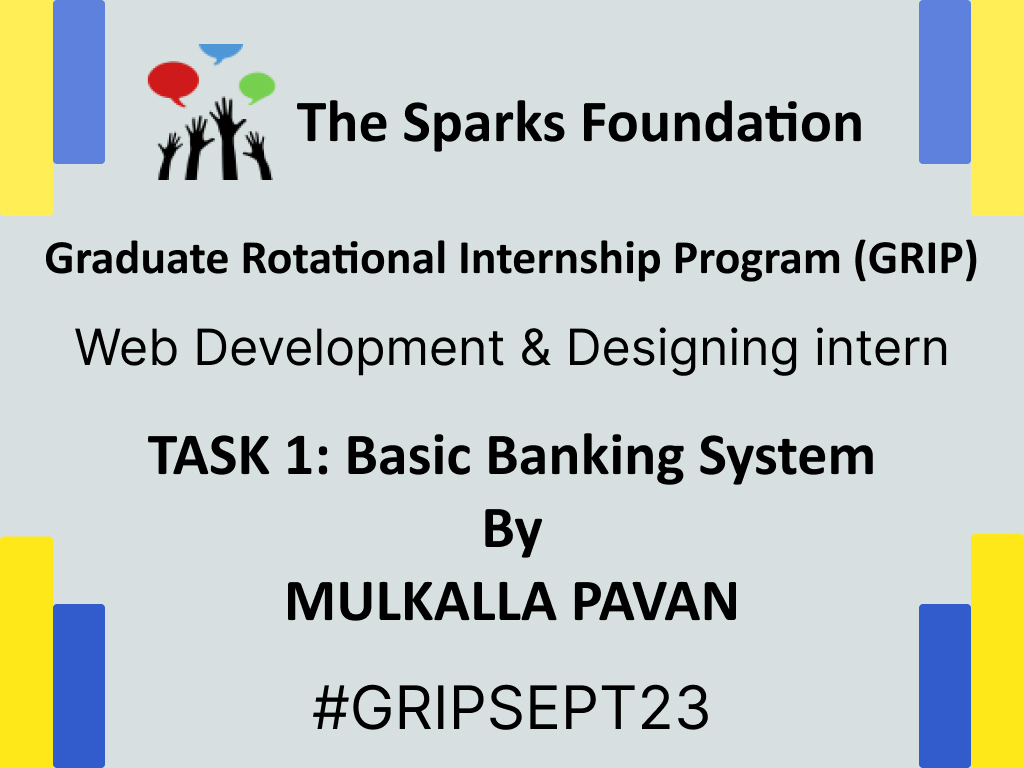 The Sparks Foundation
Graduate Rotational Internship Program (GRIP)
Web Development & Designing intern
TASK 1: Basic Banking System
By
MULKALLA PAVAN
#GRIPSEPT23